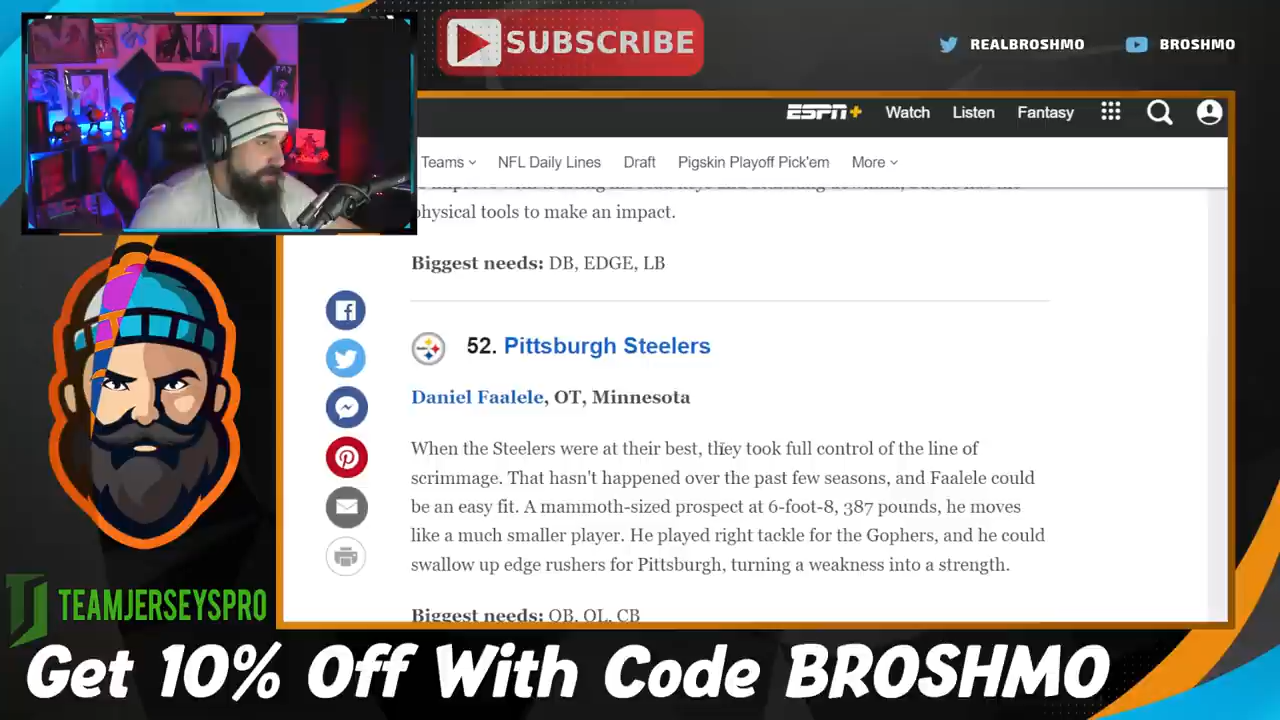 SUBSCRIBE
REALBROSHMO
BROSHMO
ESPN+ Watch Listen Fantasy
Teams NFL Daily Lines Draft Pigskin Playoff Pick'em More
physical tools to make an impact.
Biggest needs: DB, EDGE, LB
52. Pittsburgh Steelers
Daniel Faalele, OT, Minnesota
When the Steelers were at their best, they took full control of the line of
scrimmage. That hasn't happened over the past few seasons, and Faalele could
be an easy fit. A mammoth-sized prospect at 6-foot-8, 387 pounds, he moves
like a much smaller player. He played right tackle for the Gophers, and he could
swallow up edge rushers for Pittsburgh, turning a weakness into a strength.
Biggest needs: QB, OL, CB
TEAMJERSEYSPRO
Get 10% Off With Code BROSHMO